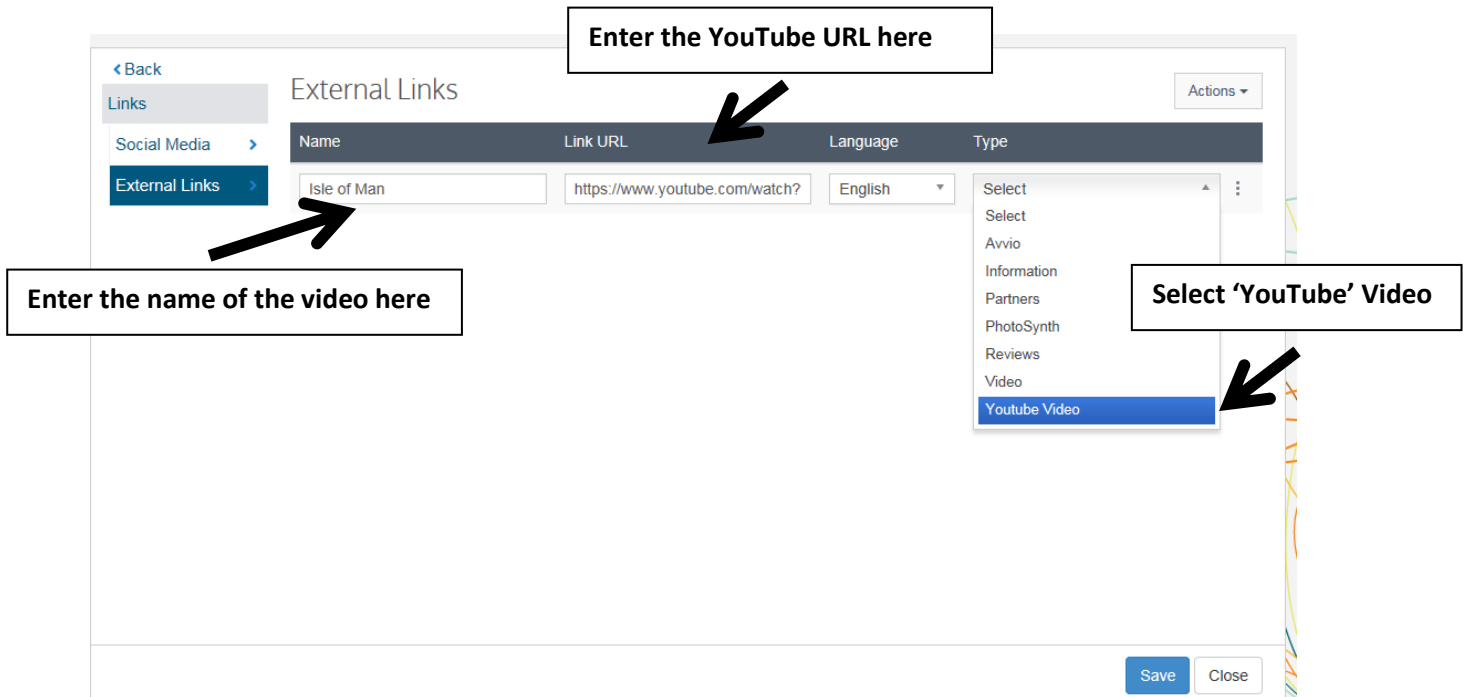 Enter the YouTube URL here
Back
Links
Social Media
External Links
External Links
Actions
Name Link URL Language Type
Isle of Man https://www.youtube.com/watch? English Select
Select
Avvio
Information
Partners
PhotoSynth
Reviews
Video
Youtube Video
Enter the name of the video here
Select ‘YouTube’ Video
Save Close